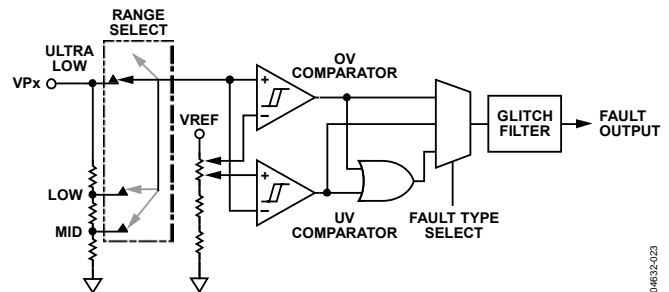 RANGE
SELECT
ULTRA
LOW
VPx
OV
COMPARATOR
+
−
VREF
GLITCH
FILTER
FAULT
OUTPUT
+
−
LOW
MID
UV
COMPARATOR
FAULT TYPE
SELECT
04632-023